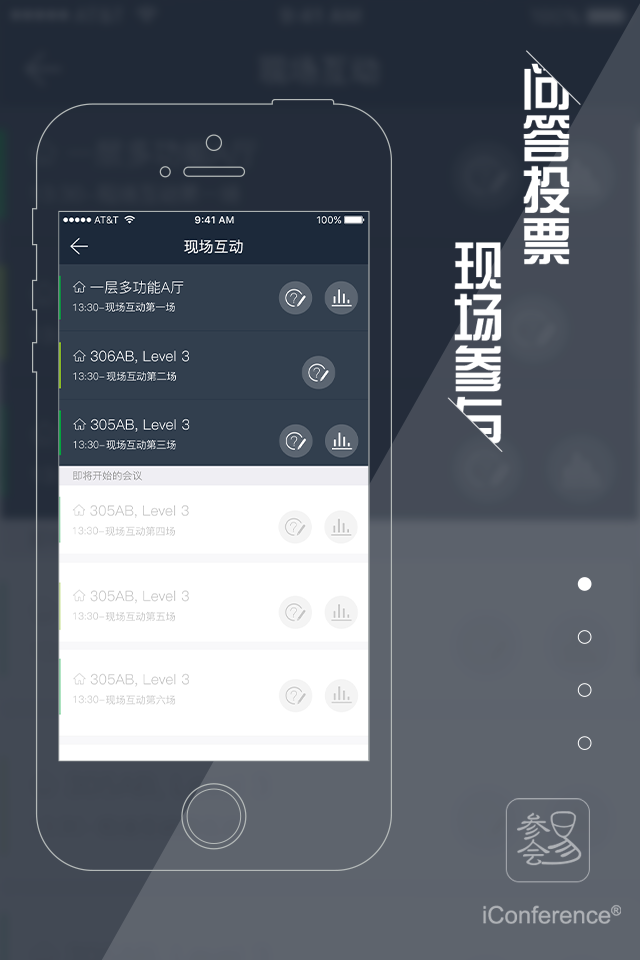 问答投票
现场参与
AT&T
9:41 AM
100%
现场互动
一层多功能A厅
13:30-现场互动第一场
306AB, Level 3
13:30-现场互动第二场
305AB, Level 3
13:30-现场互动第三场
即将开始的会议
305AB, Level 3
13:30-现场互动第四场
305AB, Level 3
13:30-现场互动第五场
305AB, Level 3
13:30-现场互动第六场
参会易
iConference®